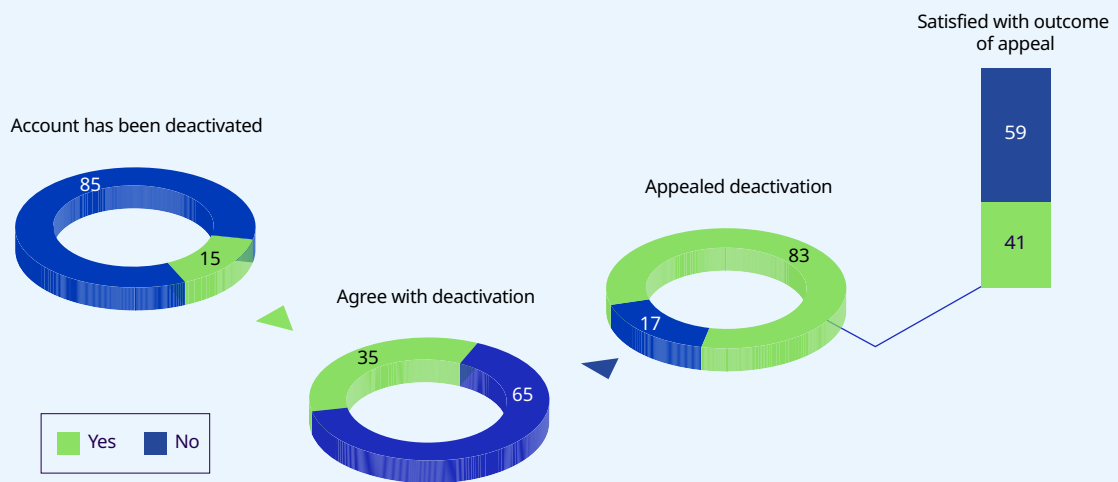 Satisfied with outcome
of appeal
59
41
Account has been deactivated
85
15
Appealed deactivation
83
17
Agree with deactivation
35
65
Yes
No